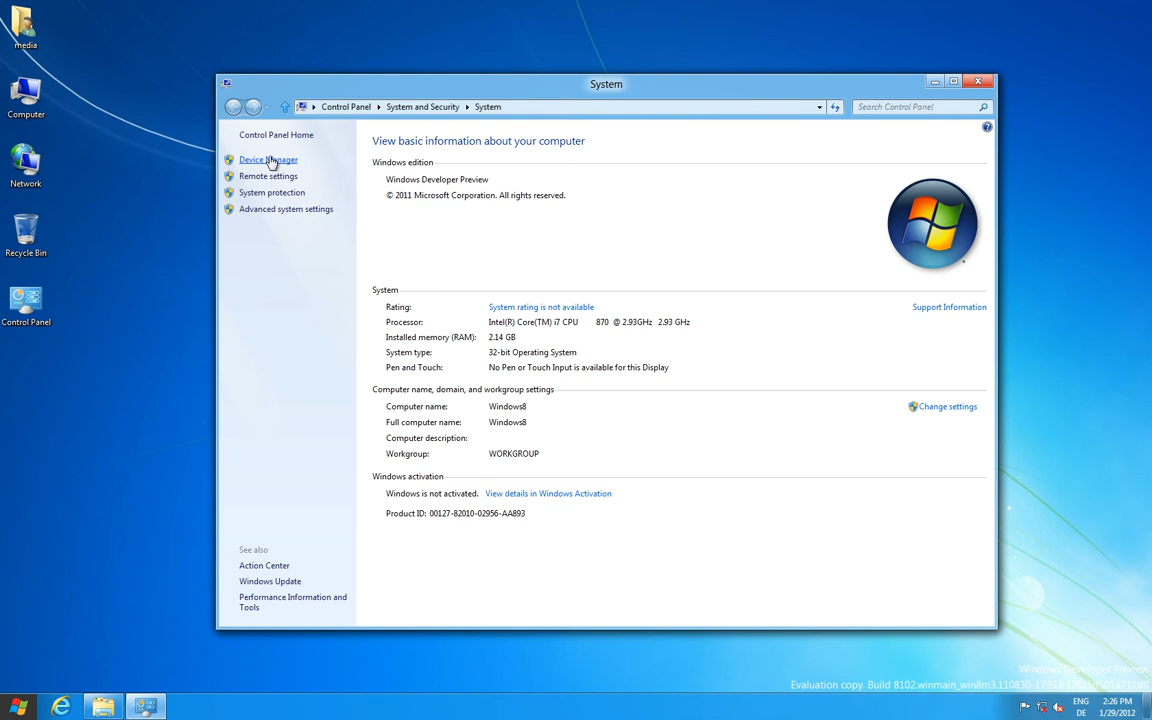 media
Computer
Network
Recycle Bin
Control Panel
System
Control Panel System and Security System
Search Control Panel
Control Panel Home
Device Manager
Remote settings
System protection
Advanced system settings
See also
Action Center
Windows Update
Performance Information and
Tools
View basic information about your computer
Windows edition
Windows Developer Preview
© 2011 Microsoft Corporation. All rights reserved.
System
Rating: System rating is not available
Support Information
Processor: Intel(R) Core(TM) i7 CPU 870 @ 2.93GHz 2.93 GHz
Installed memory (RAM): 2.14 GB
System type: 32-bit Operating System
Pen and Touch: No Pen or Touch Input is available for this Display
Computer name, domain, and workgroup settings
Computer name: Windows8
Change settings
Full computer name: Windows8
Computer description:
Workgroup: WORKGROUP
Windows activation
Windows is not activated. View details in Windows Activation
Product ID: 00127-82010-02956-AA893
Windows Developer Preview
Evaluation copy. Build 8102.winmain_win8m3.110830-1739
ENG
DE
2:26 PM
1/29/2012